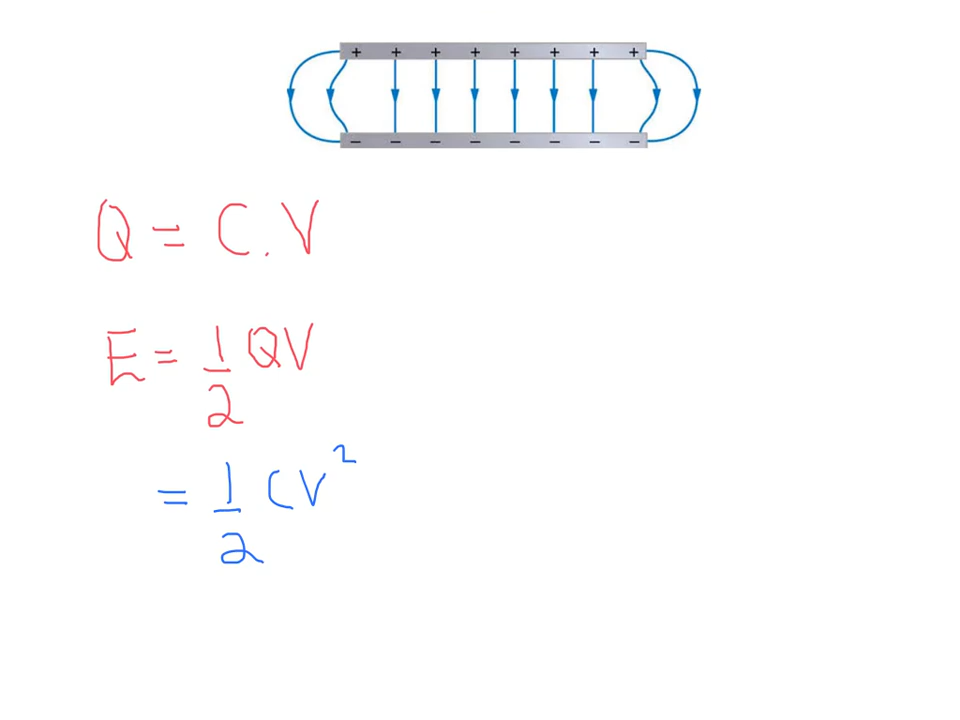 + + + + + + + +
− − − − − − − −
Q = C.V
E = 1/2 QV
= 1/2 CV²